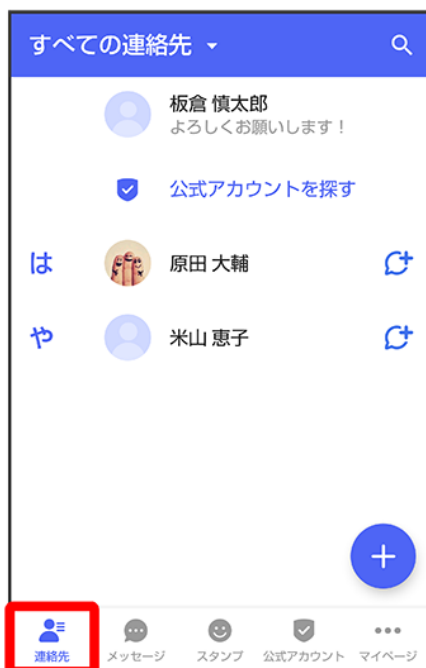 すべての連絡先
板倉 慎太郎
よろしくお願いします！
公式アカウントを探す
は
原田 大輔
や
米山 恵子
連絡先
メッセージ
スタンプ
公式アカウント
マイページ